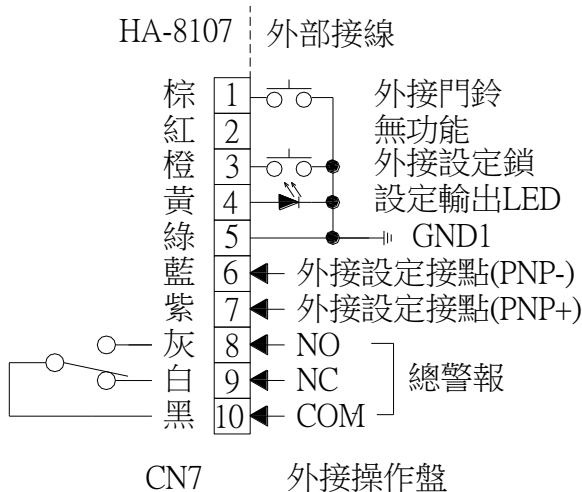 HA-8107 外部接線
棕 1 外接門鈴
紅 2 無功能
橙 3 外接設定鎖
黃 4 設定輸出LED
綠 5 GND1
藍 6 外接設定接點(PNP-)
紫 7 外接設定接點(PNP+)
灰 8 NO
白 9 NC 總警報
黑 10 COM
CN7 外接操作盤